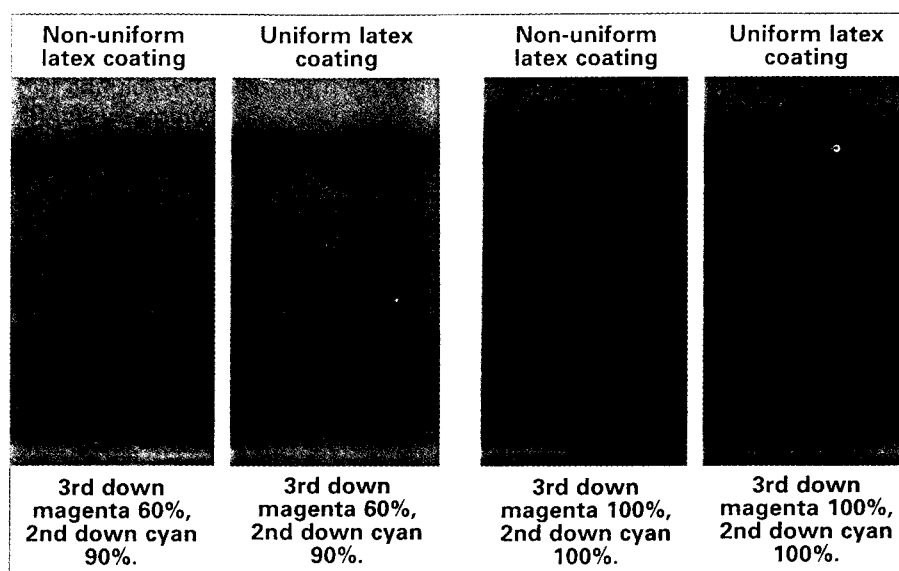 Non-uniform
latex coating
Uniform latex
coating
Non-uniform
latex coating
Uniform latex
coating
3rd down
magenta 60%,
2nd down cyan
90%.
3rd down
magenta 60%,
2nd down cyan
90%.
3rd down
magenta 100%,
2nd down cyan
100%.
3rd down
magenta 100%,
2nd down cyan
100%.